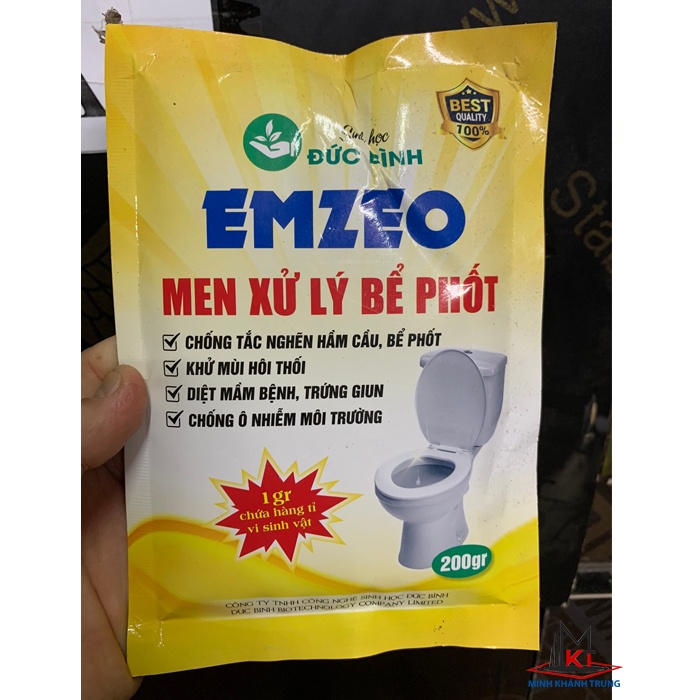 Sinh học
ĐỨC BÌNH
BEST
QUALITY
100%
EMZEO
MEN XỬ LÝ BỂ PHỐT
CHỐNG TẮC NGHẼN HẦM CẦU, BỂ PHỐT
KHỬ MÙI HÔI THỐI
DIỆT MẦM BỆNH, TRỨNG GIUN
CHỐNG Ô NHIỄM MÔI TRƯỜNG
1gr
chứa hàng tỉ
vi sinh vật
200gr
CÔNG TY TNHH CÔNG NGHỆ SINH HỌC ĐỨC BÌNH
DUC BINH BIOTECHNOLOGY COMPANY LIMITED
MINH KHANH TRUNG